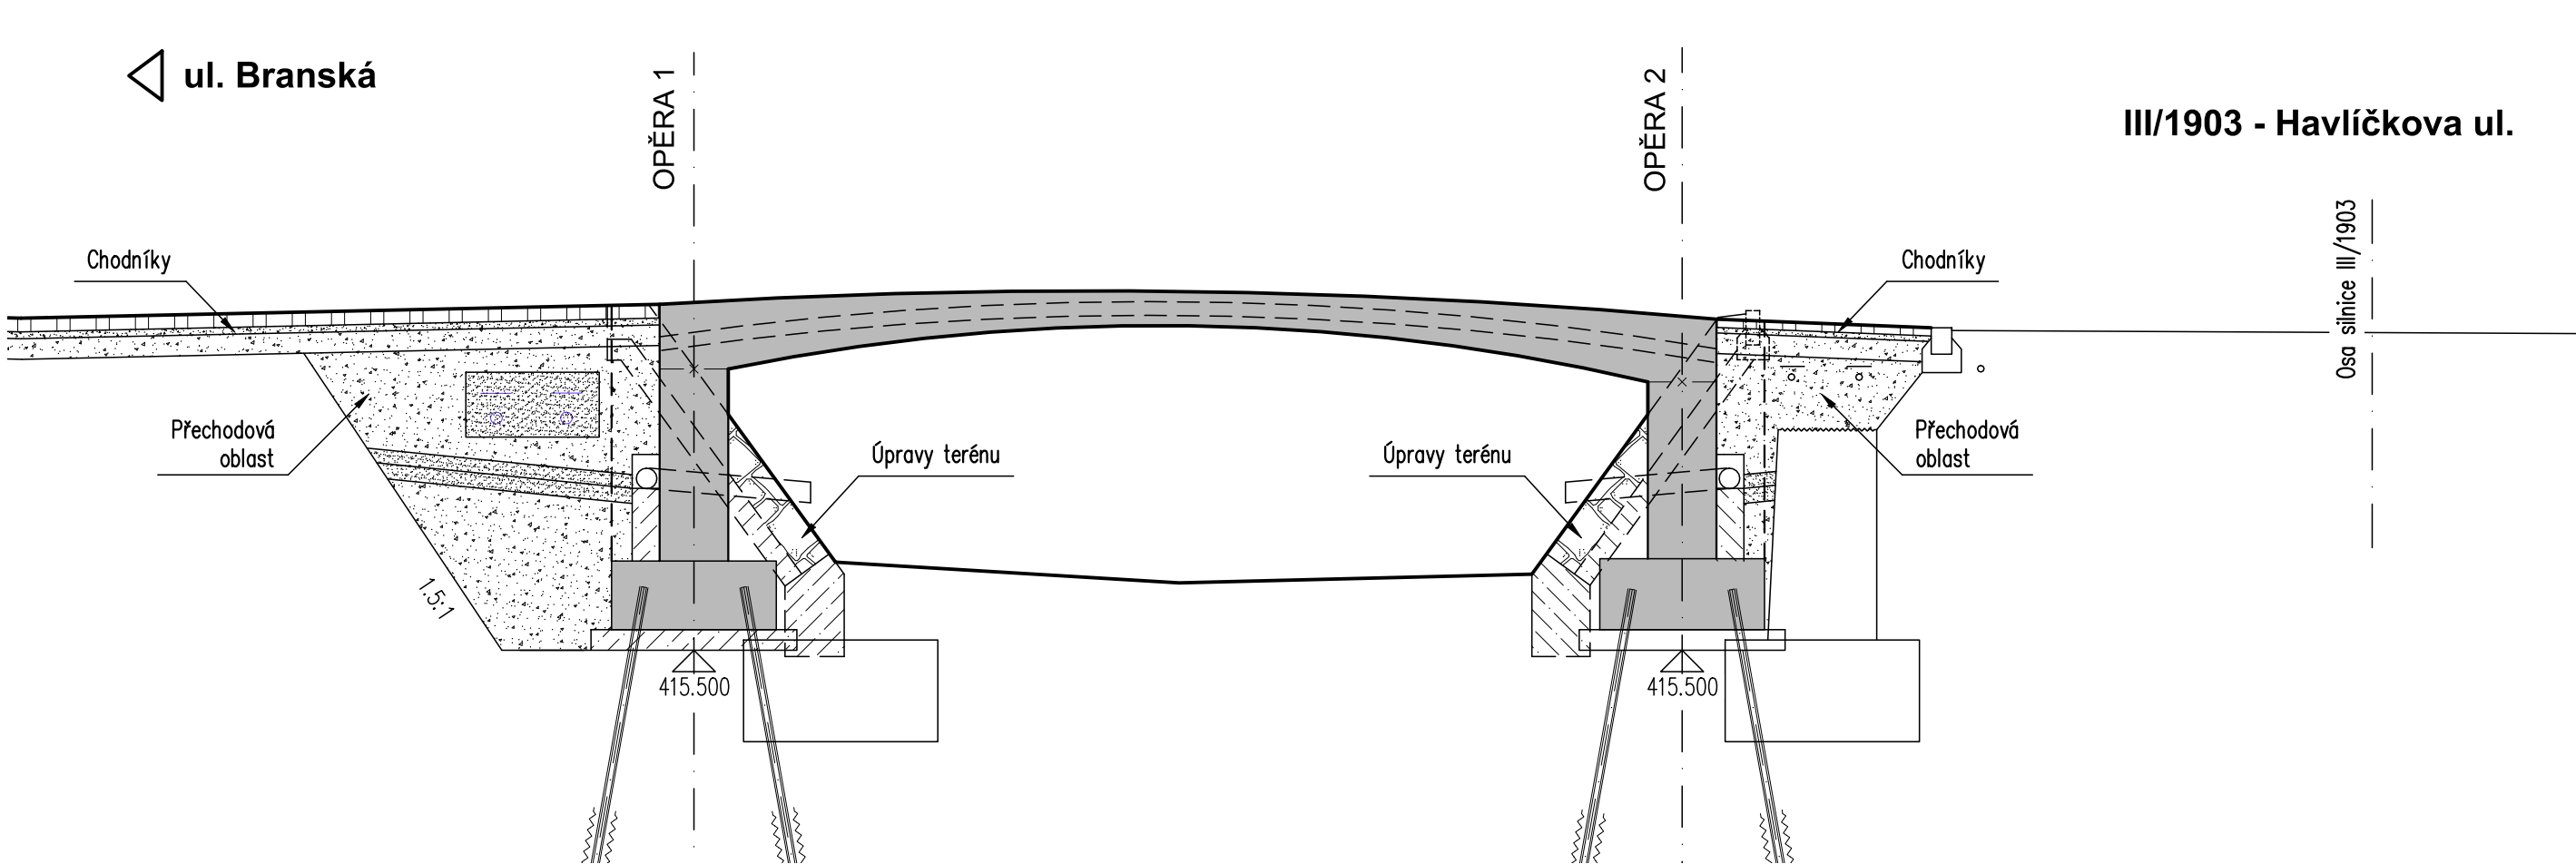 ul. Branská
OPĚRA 1
OPĚRA 2
III/1903 - Havlíčkova ul.
Osa silnice III/1903
Chodníky
Chodníky
Přechodová
oblast
Úpravy terénu
Úpravy terénu
Přechodová
oblast
1.5:1
415.500
415.500